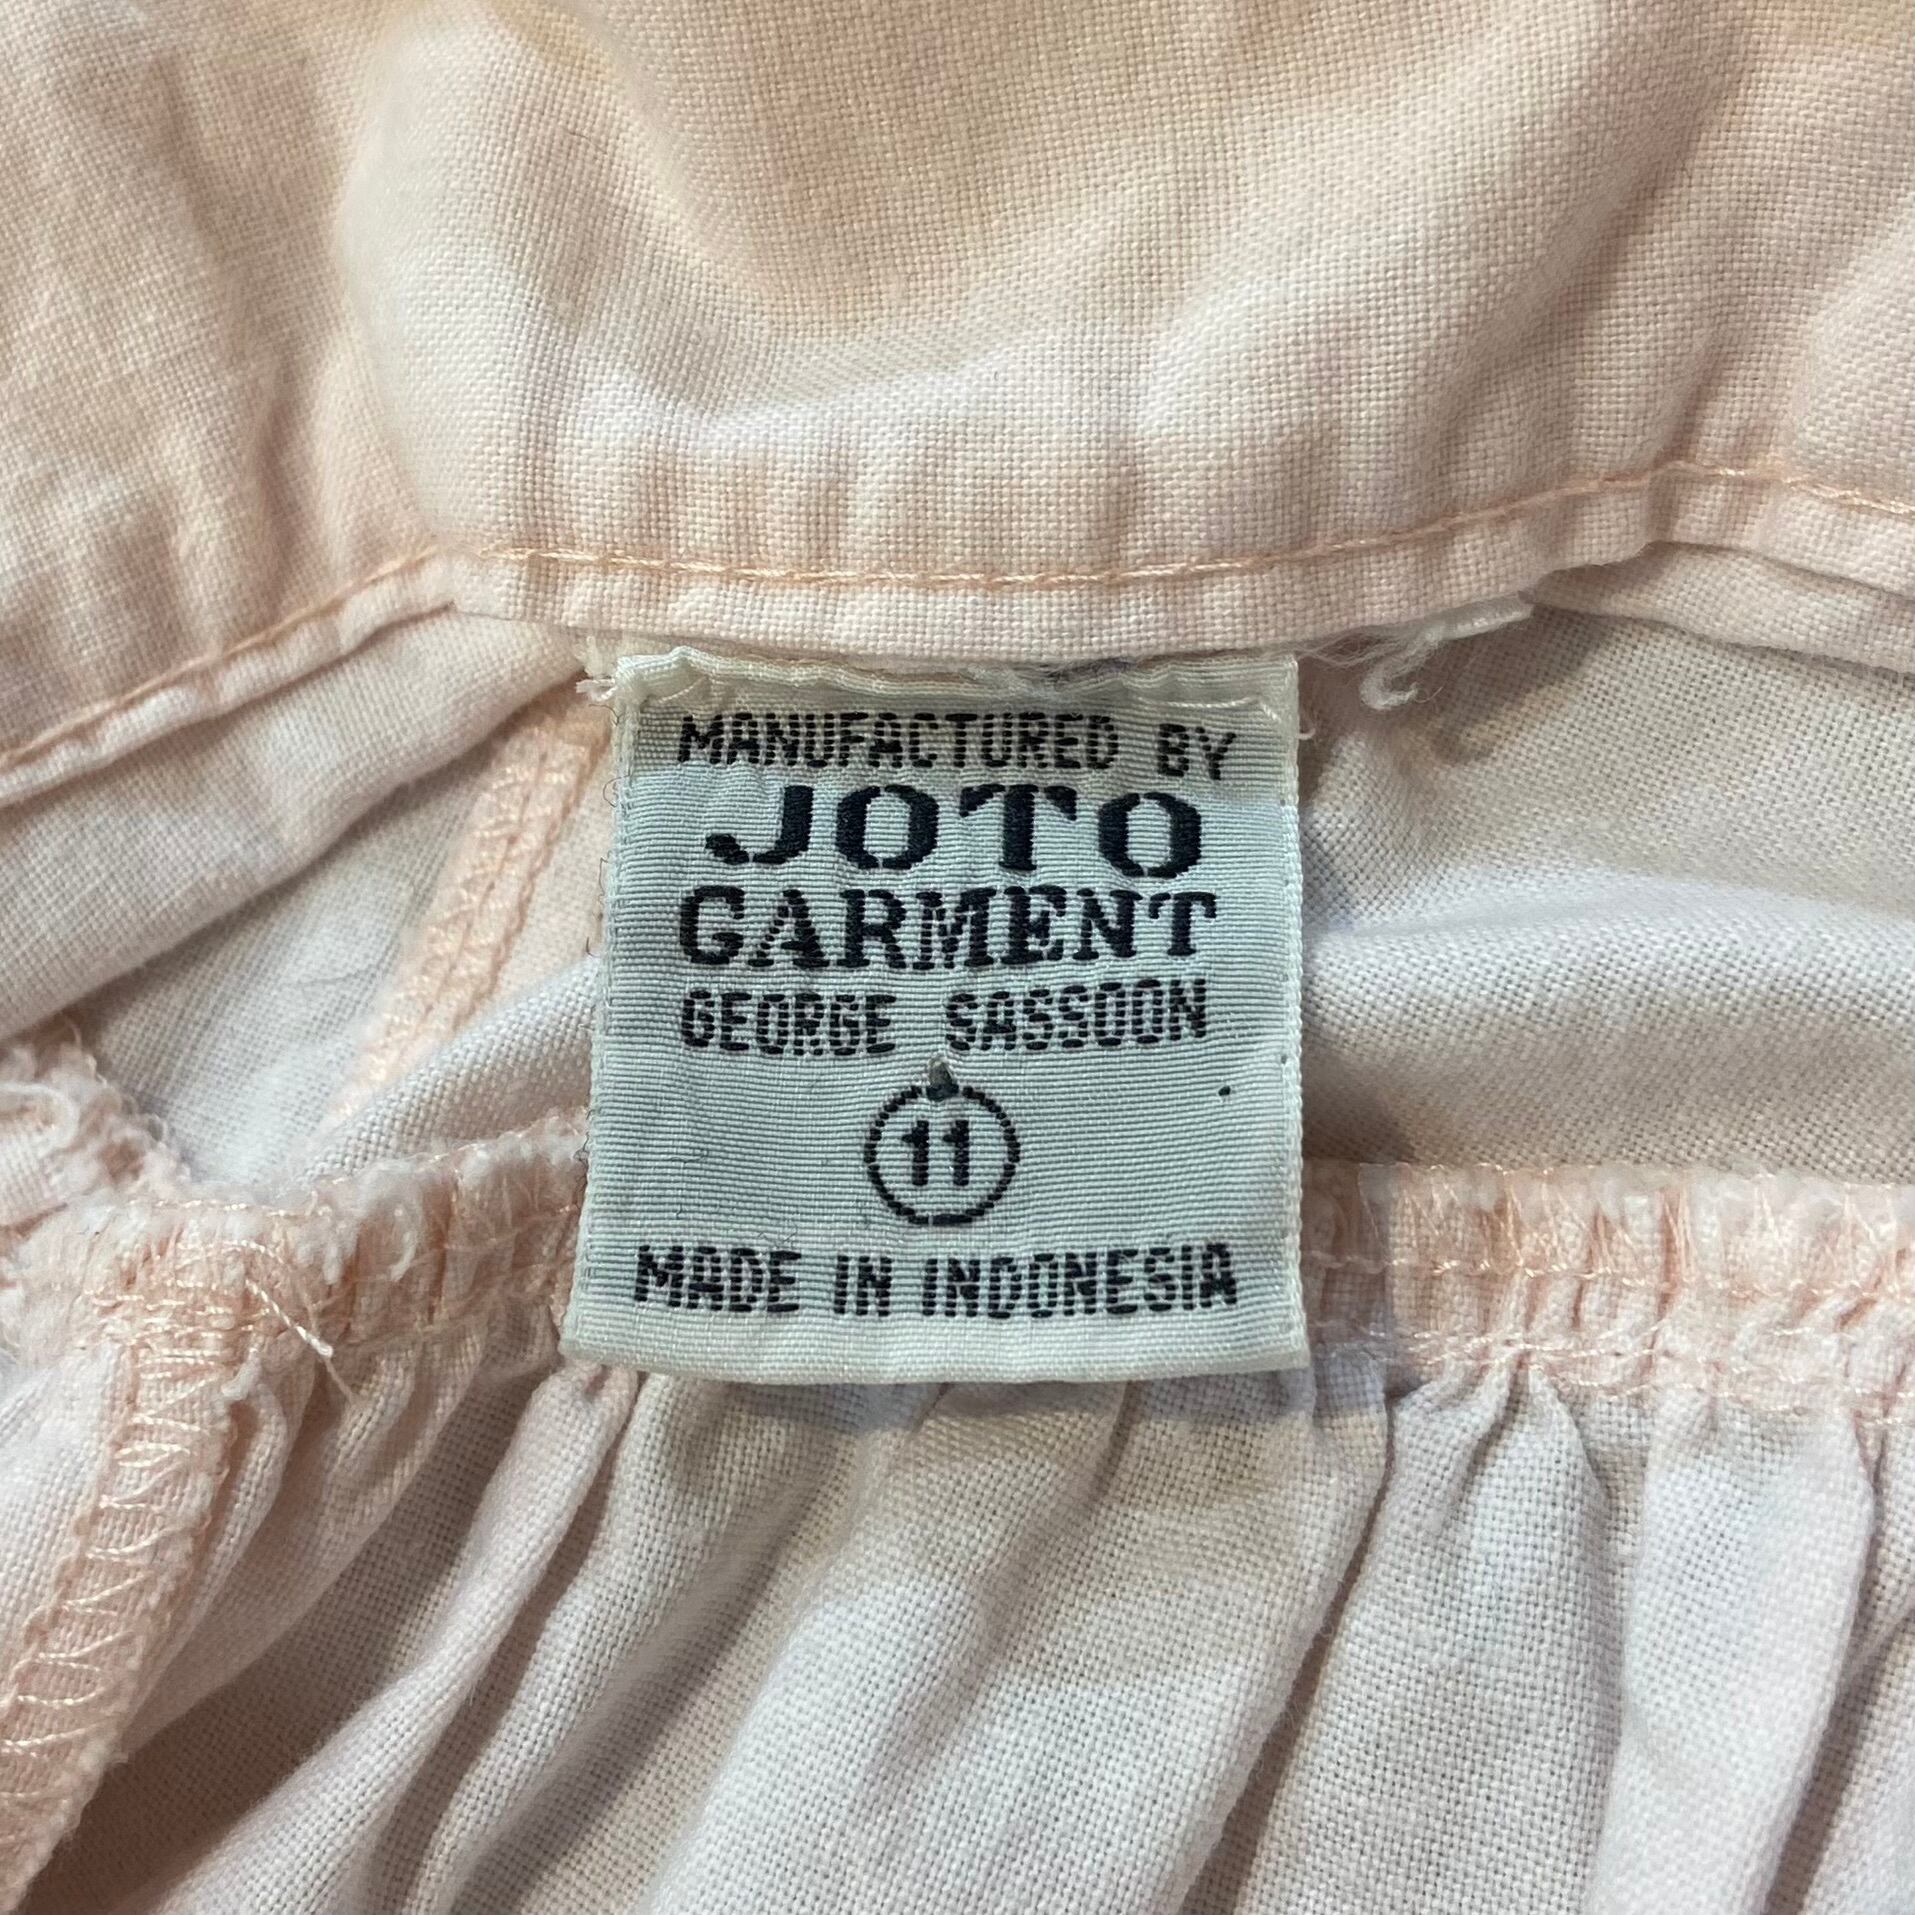 MANUFACTURED BY
JOTO
GARMENT
GEORGE SASSOON
11
MADE IN INDONESIA